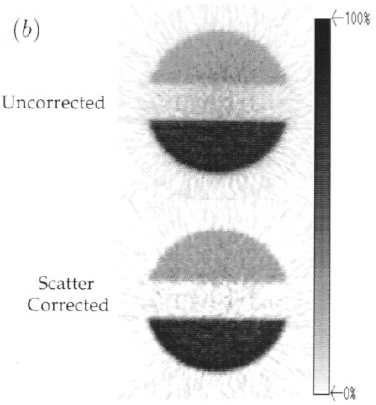 (b)
←100%
Uncorrected
Scatter
Corrected
←0%